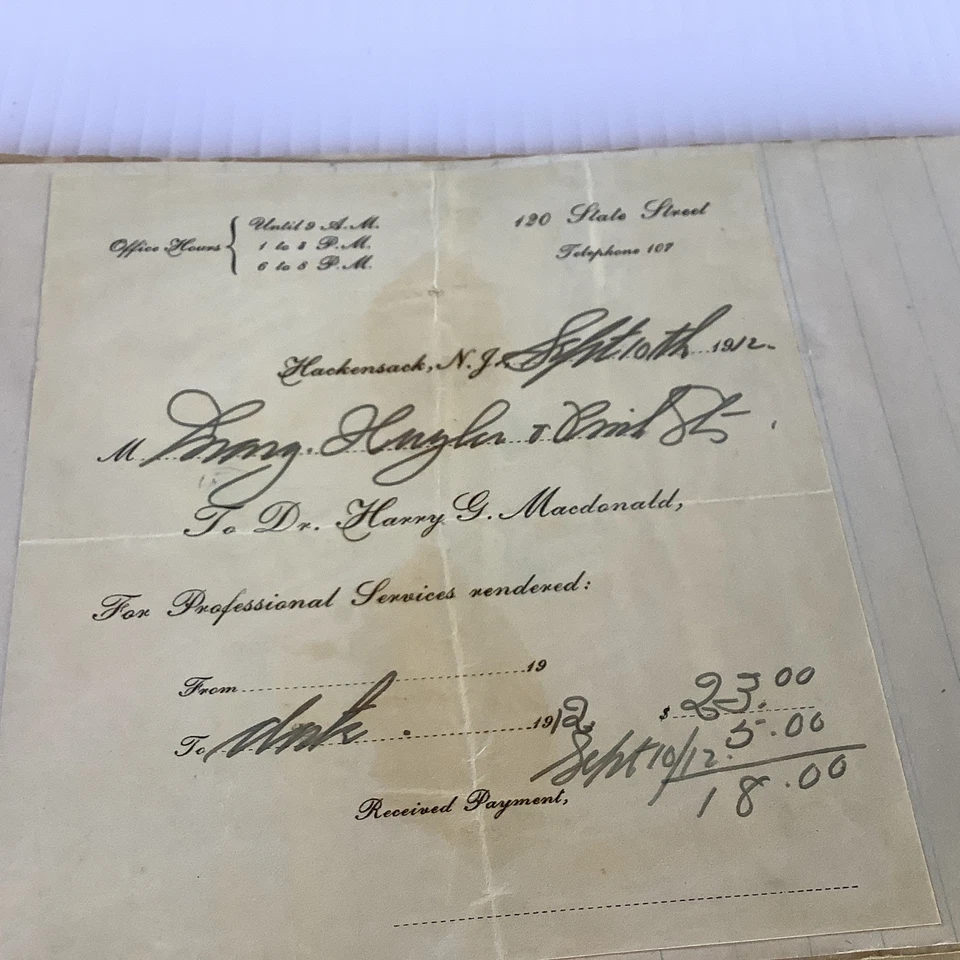 Office Hours { Until 9 A.M.
1 to 2 P.M.
6 to 8 P.M.
120 State Street
Telephone 107
Hackensack, N.J. Sept 10th 1912
M
To Dr. Harry G. Macdonald,
For Professional Services rendered:
From 19
To date. 1912 $ 23.00
Sept 10/12. 5.00
18.00
Received Payment,